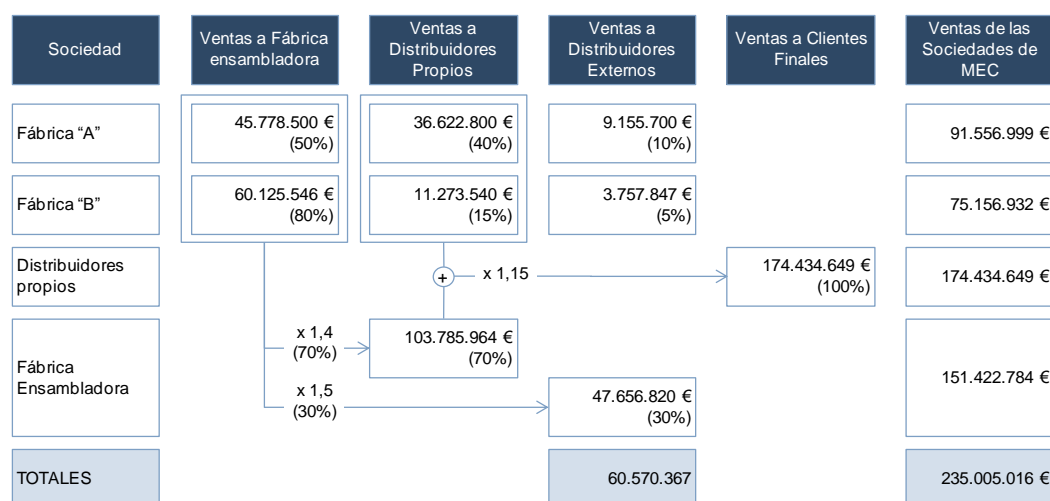 Sociedad
Ventas a Fábrica
ensambladora
Ventas a
Distribuidores
Propios
Ventas a
Distribuidores
Externos
Ventas a Clientes
Finales
Ventas de las
Sociedades de
MEC
Fábrica “A”
45.778.500 €
(50%)
36.622.800 €
(40%)
9.155.700 €
(10%)
91.556.999 €
Fábrica “B”
60.125.546 €
(80%)
11.273.540 €
(15%)
3.757.847 €
(5%)
75.156.932 €
Distribuidores
propios
+
x 1,15
174.434.649 €
(100%)
174.434.649 €
Fábrica
Ensambladora
x 1,4
(70%)
103.785.964 €
(70%)
x 1,5
(30%)
47.656.820 €
(30%)
151.422.784 €
TOTALES
60.570.367
235.005.016 €